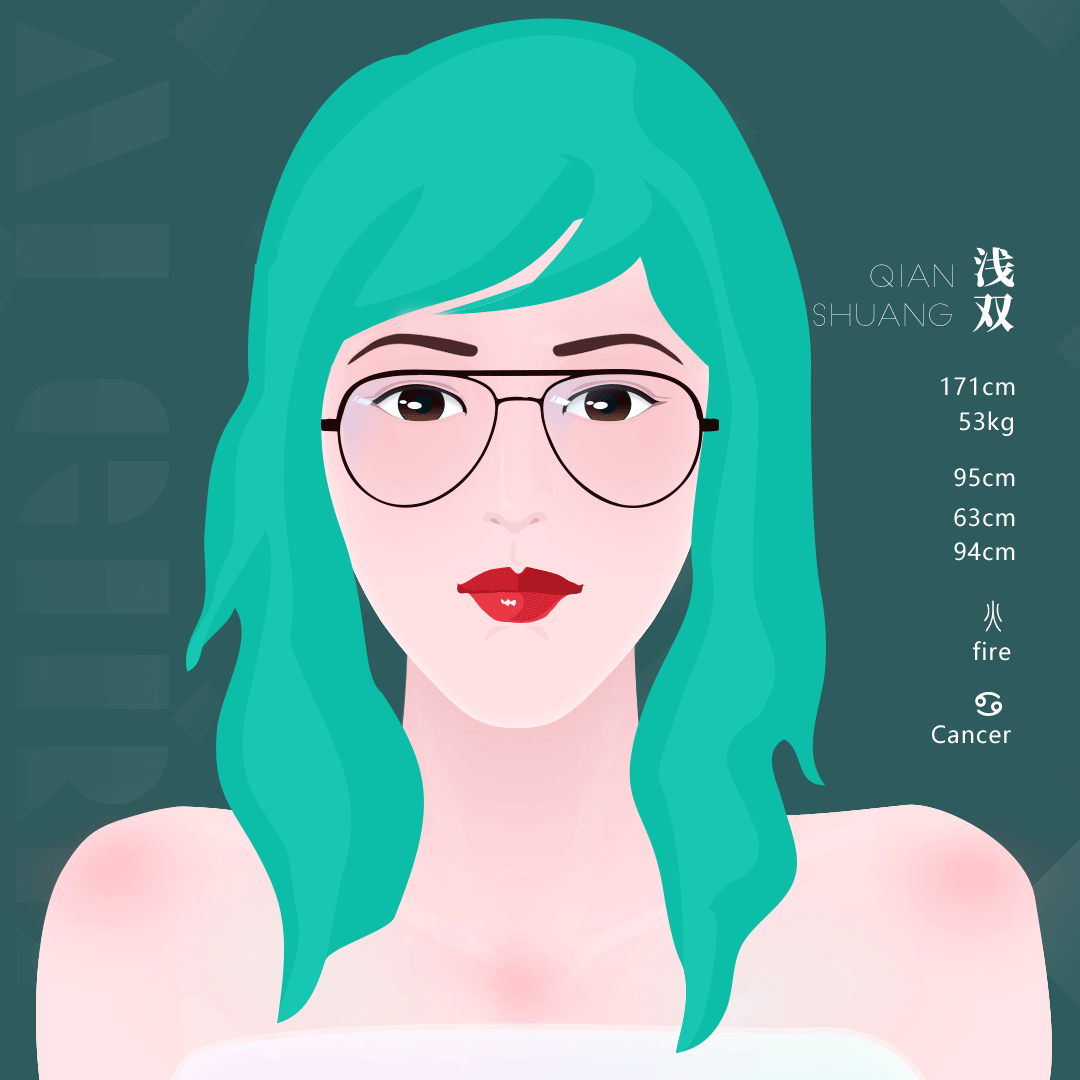 QIAN 浅
SHUANG 双
171cm
53kg
95cm
63cm
94cm
火
fire
♋
Cancer